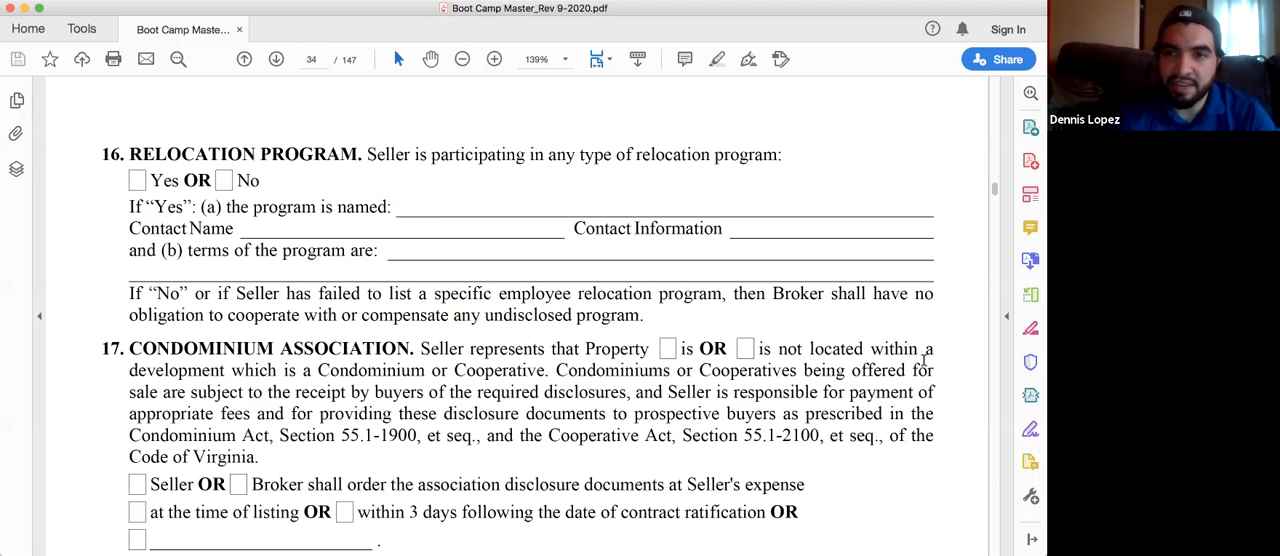 Boot Camp Master_Rev 9-2020.pdf
Home Tools Boot Camp Maste... × Sign In
34 / 147 139% Share
Dennis Lopez
16. RELOCATION PROGRAM. Seller is participating in any type of relocation program:
Yes OR No
If “Yes”: (a) the program is named:
Contact Name Contact Information
and (b) terms of the program are:
If “No” or if Seller has failed to list a specific employee relocation program, then Broker shall have no
obligation to cooperate with or compensate any undisclosed program.
17. CONDOMINIUM ASSOCIATION. Seller represents that Property is OR is not located within a
development which is a Condominium or Cooperative. Condominiums or Cooperatives being offered for
sale are subject to the receipt by buyers of the required disclosures, and Seller is responsible for payment of
appropriate fees and for providing these disclosure documents to prospective buyers as prescribed in the
Condominium Act, Section 55.1-1900, et seq., and the Cooperative Act, Section 55.1-2100, et seq., of the
Code of Virginia.
Seller OR Broker shall order the association disclosure documents at Seller's expense
at the time of listing OR within 3 days following the date of contract ratification OR
.